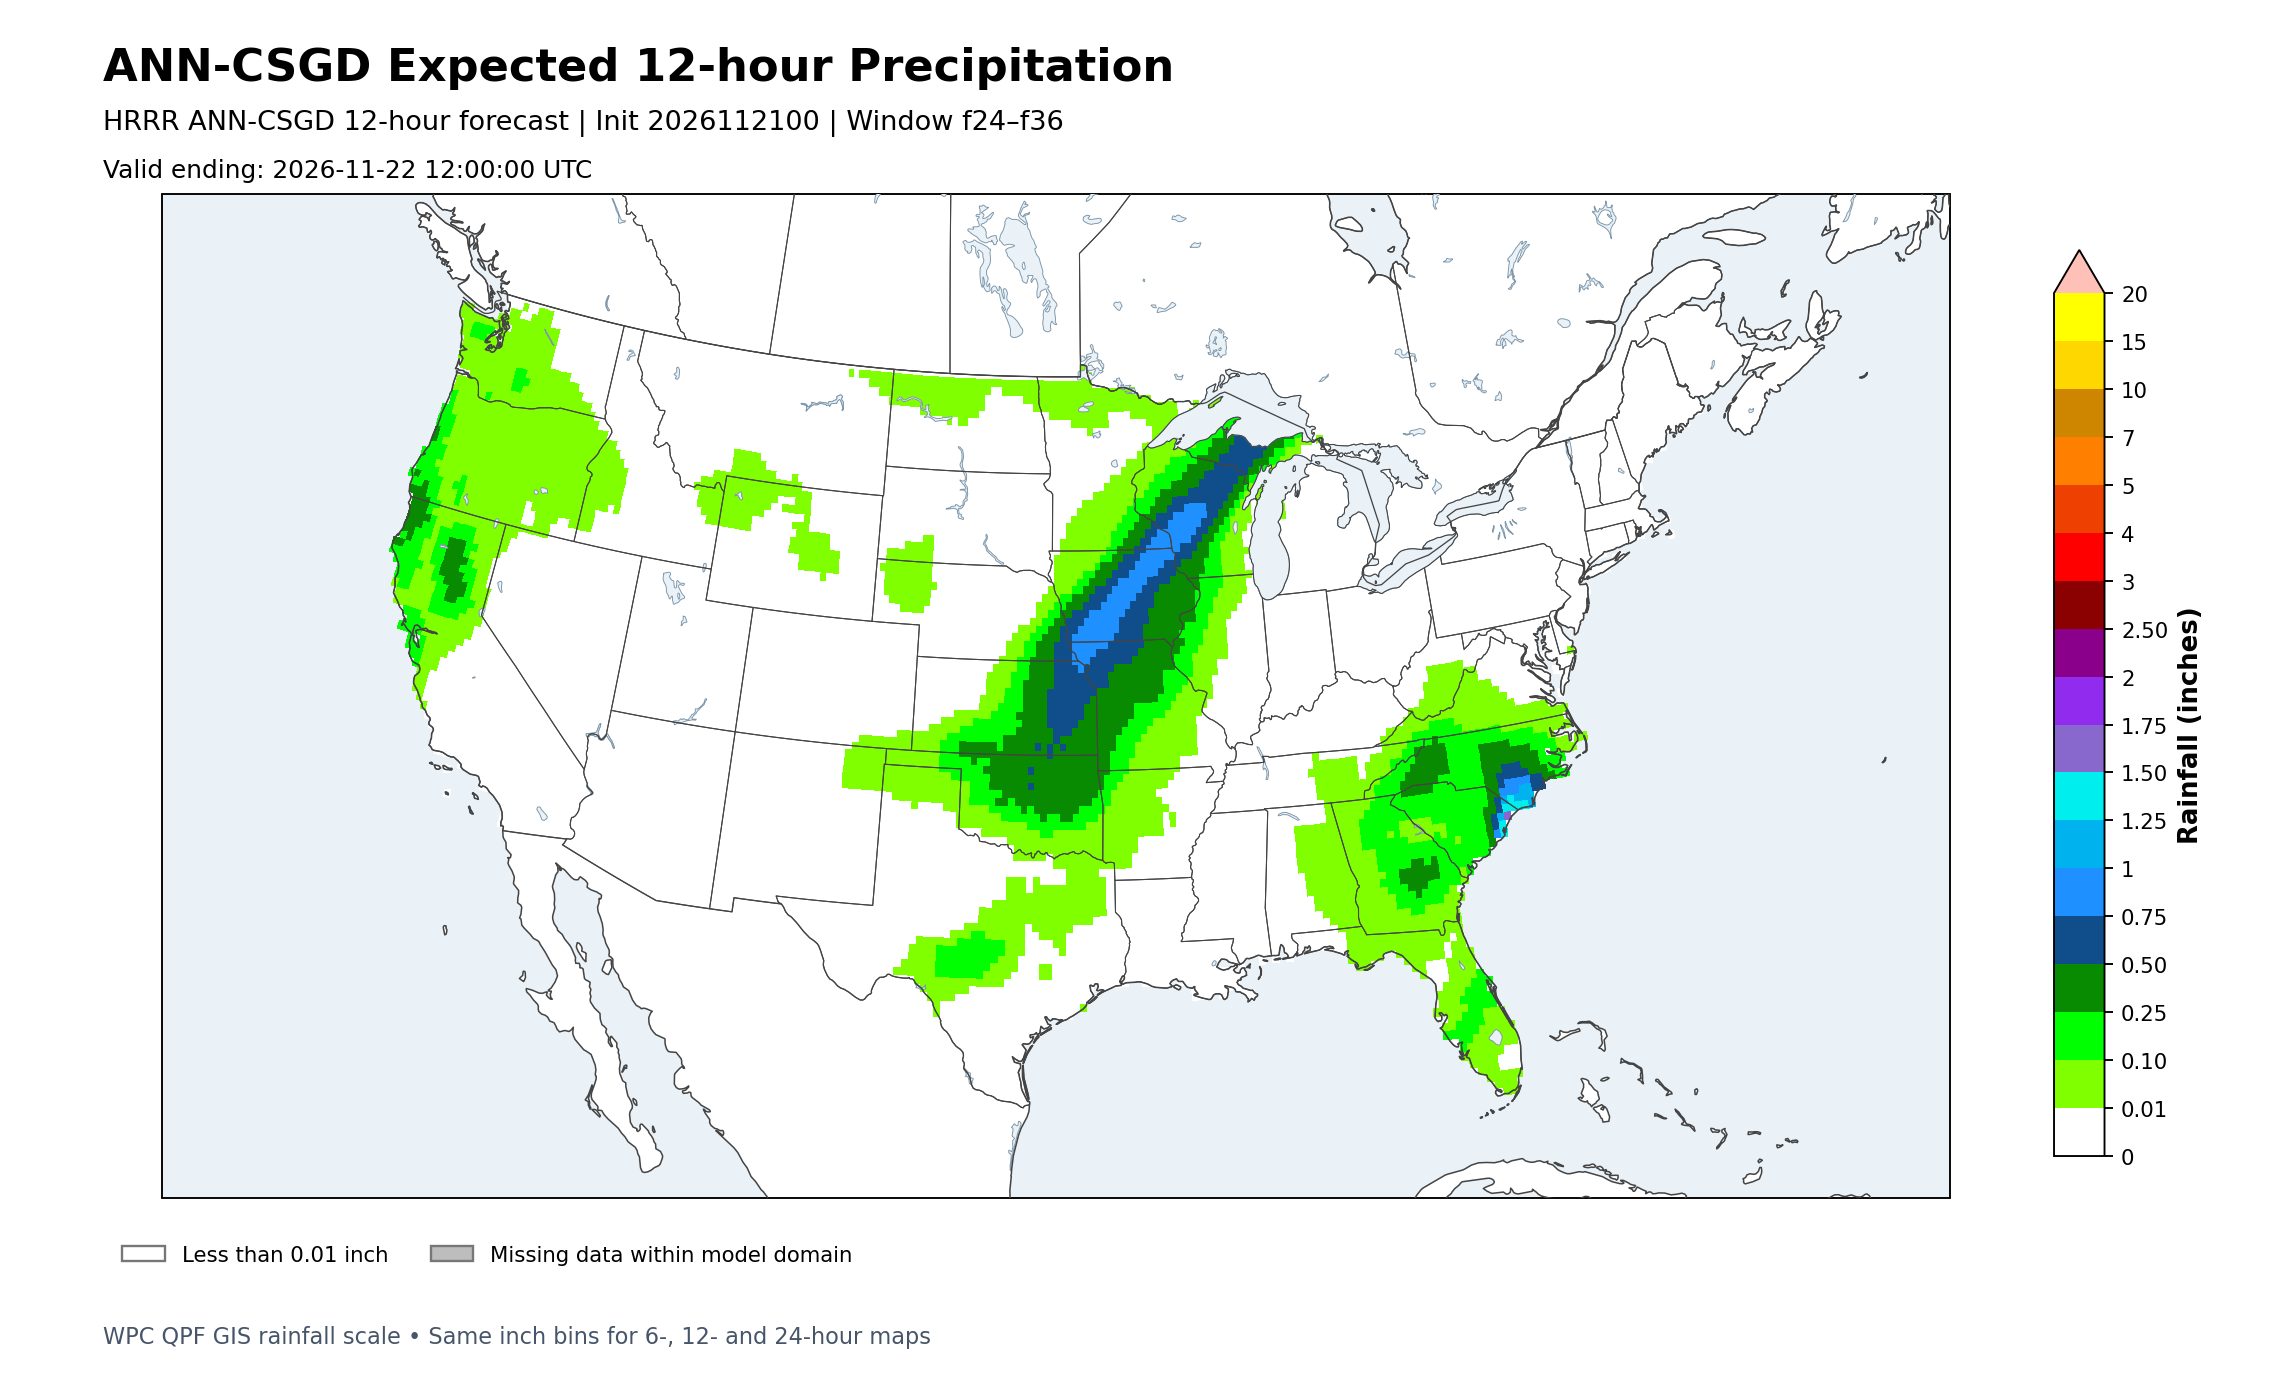 ANN-CSGD Expected 12-hour Precipitation
HRRR ANN-CSGD 12-hour forecast | Init 2026112100 | Window f24–f36
Valid ending: 2026-11-22 12:00:00 UTC
20
15
10
7
5
4
3
2.50
2
1.75
1.50
1.25
1
0.75
0.50
0.25
0.10
0.01
0
Rainfall (inches)
Less than 0.01 inch
Missing data within model domain
WPC QPF GIS rainfall scale • Same inch bins for 6-, 12- and 24-hour maps